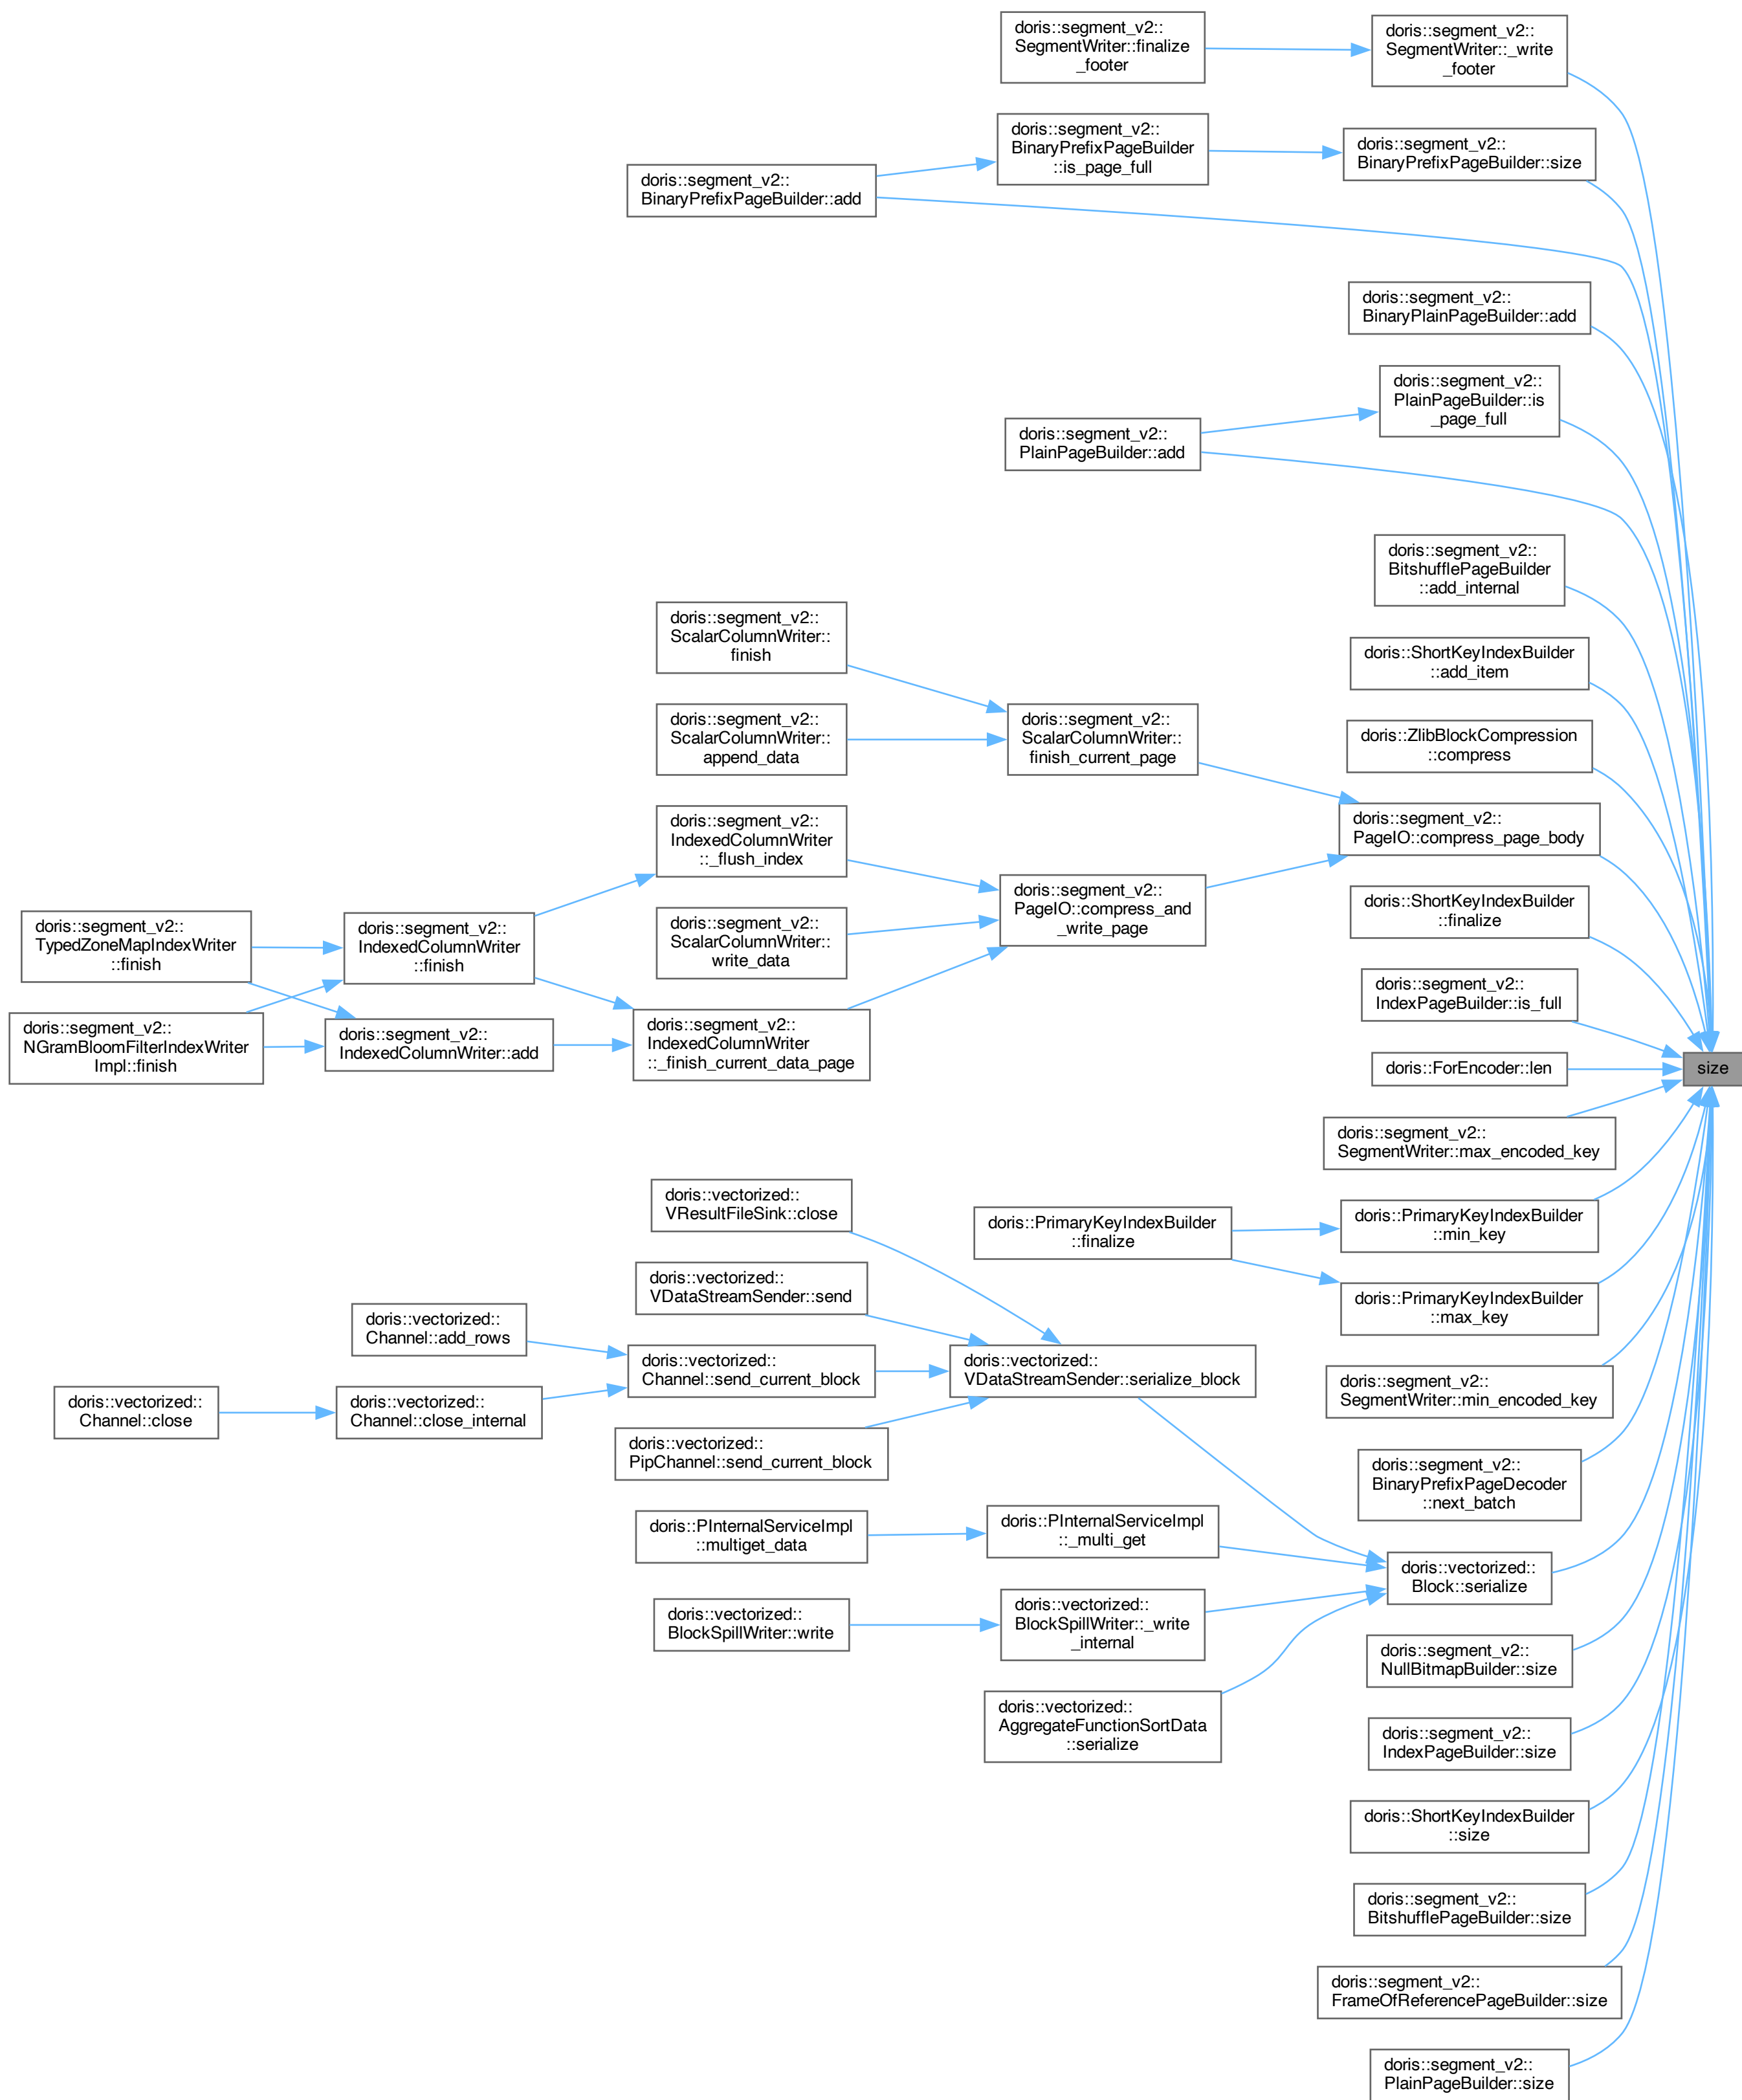 doris::segment_v2::
SegmentWriter::finalize
_footer
doris::segment_v2::
SegmentWriter::_write
_footer
doris::segment_v2::
BinaryPrefixPageBuilder::add
doris::segment_v2::
BinaryPrefixPageBuilder
::is_page_full
doris::segment_v2::
BinaryPrefixPageBuilder::size
doris::segment_v2::
BinaryPlainPageBuilder::add
doris::segment_v2::
PlainPageBuilder::add
doris::segment_v2::
PlainPageBuilder::is
_page_full
doris::segment_v2::
BitshufflePageBuilder
::add_internal
doris::ShortKeyIndexBuilder
::add_item
doris::ZlibBlockCompression
::compress
doris::segment_v2::
ScalarColumnWriter::
finish
doris::segment_v2::
ScalarColumnWriter::
append_data
doris::segment_v2::
ScalarColumnWriter::
finish_current_page
doris::segment_v2::
PageIO::compress_page_body
doris::segment_v2::
IndexedColumnWriter
::_flush_index
doris::segment_v2::
ScalarColumnWriter::
write_data
doris::segment_v2::
PageIO::compress_and
_write_page
doris::ShortKeyIndexBuilder
::finalize
doris::segment_v2::
TypedZoneMapIndexWriter
::finish
doris::segment_v2::
IndexedColumnWriter
::finish
doris::segment_v2::
NGramBloomFilterIndexWriter
Impl::finish
doris::segment_v2::
IndexedColumnWriter::add
doris::segment_v2::
IndexedColumnWriter
::_finish_current_data_page
doris::segment_v2::
IndexPageBuilder::is_full
doris::ForEncoder::len
size
doris::segment_v2::
SegmentWriter::max_encoded_key
doris::PrimaryKeyIndexBuilder
::finalize
doris::PrimaryKeyIndexBuilder
::min_key
doris::PrimaryKeyIndexBuilder
::max_key
doris::vectorized::
VResultFileSink::close
doris::vectorized::
VDataStreamSender::send
doris::vectorized::
Channel::add_rows
doris::vectorized::
Channel::send_current_block
doris::vectorized::
VDataStreamSender::serialize_block
doris::vectorized::
Channel::close
doris::vectorized::
Channel::close_internal
doris::vectorized::
PipChannel::send_current_block
doris::segment_v2::
SegmentWriter::min_encoded_key
doris::segment_v2::
BinaryPrefixPageDecoder
::next_batch
doris::PInternalServiceImpl
::multiget_data
doris::PInternalServiceImpl
::_multi_get
doris::vectorized::
Block::serialize
doris::vectorized::
BlockSpillWriter::write
doris::vectorized::
BlockSpillWriter::_write
_internal
doris::vectorized::
AggregateFunctionSortData
::serialize
doris::segment_v2::
NullBitmapBuilder::size
doris::segment_v2::
IndexPageBuilder::size
doris::ShortKeyIndexBuilder
::size
doris::segment_v2::
BitshufflePageBuilder::size
doris::segment_v2::
FrameOfReferencePageBuilder::size
doris::segment_v2::
PlainPageBuilder::size